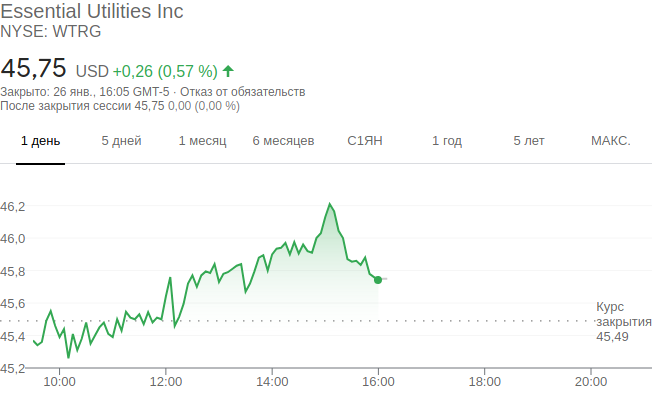 Essential Utilities Inc
NYSE: WTRG
45,75 USD +0,26 (0,57 %)
Закрыто: 26 янв., 16:05 GMT-5 · Отказ от обязательств
После закрытия сессии 45,75 0,00 (0,00 %)
1 день 5 дней 1 месяц 6 месяцев С1ЯН 1 год 5 лет МАКС.
46,2
46,0
45,8
45,6
45,4
45,2
Курс
закрытия
45,49
10:00 12:00 14:00 16:00 18:00 20:00